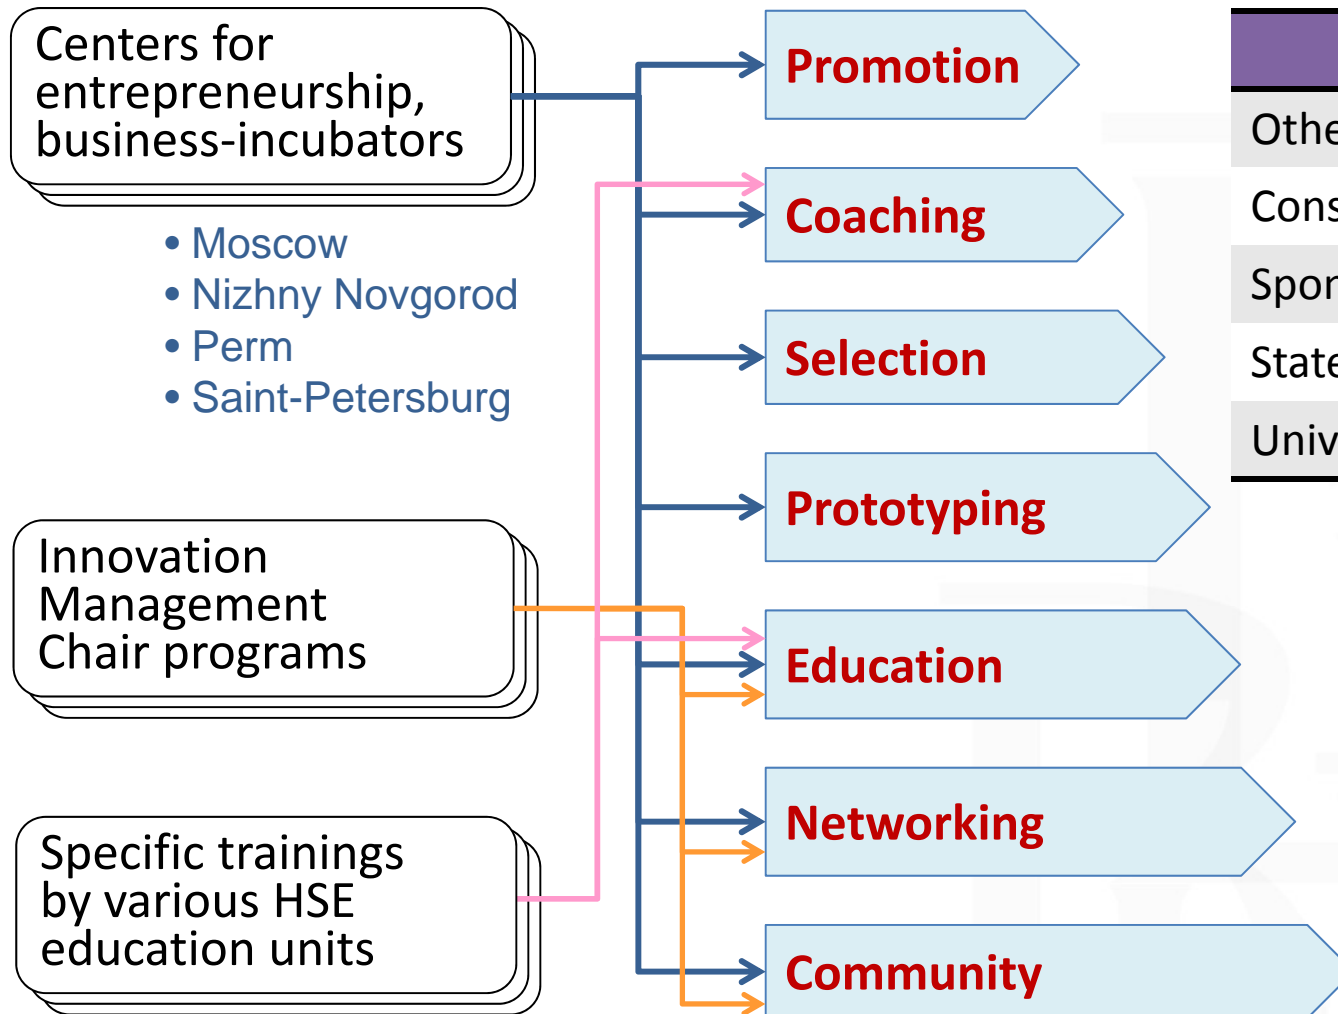 Centers for
entrepreneurship,
business-incubators
• Moscow
• Nizhny Novgorod
• Perm
• Saint-Petersburg
Innovation
Management
Chair programs
Specific trainings
by various HSE
education units
Promotion
Coaching
Selection
Prototyping
Education
Networking
Community